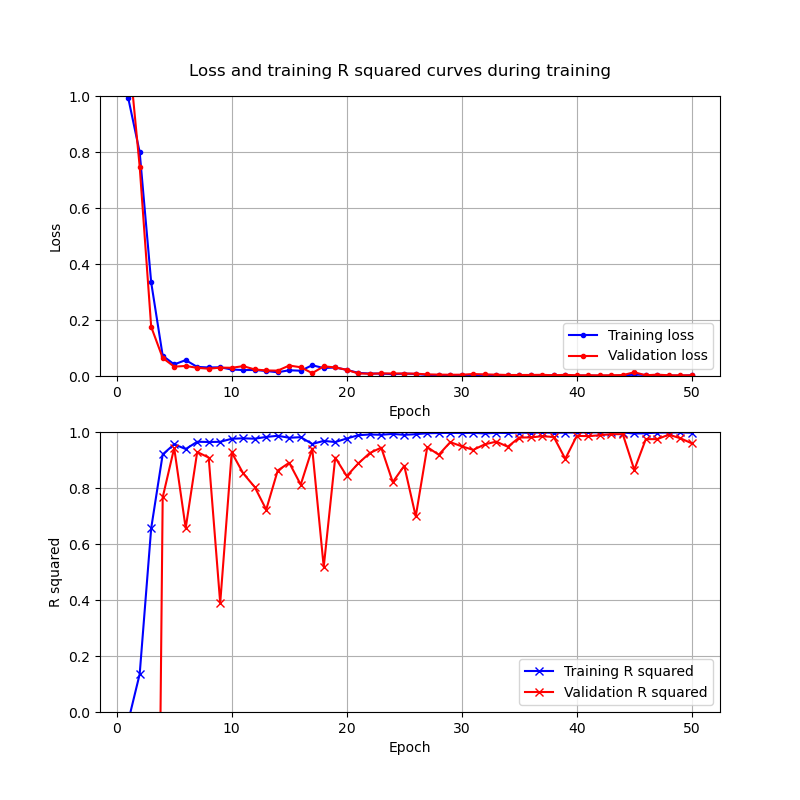 Loss and training R squared curves during training
1.0
0.8
0.6
0.4
0.2
0.0
Loss
Training loss
Validation loss
0 10 20 30 40 50
Epoch
1.0
0.8
0.6
0.4
0.2
0.0
R squared
Training R squared
Validation R squared
0 10 20 30 40 50
Epoch